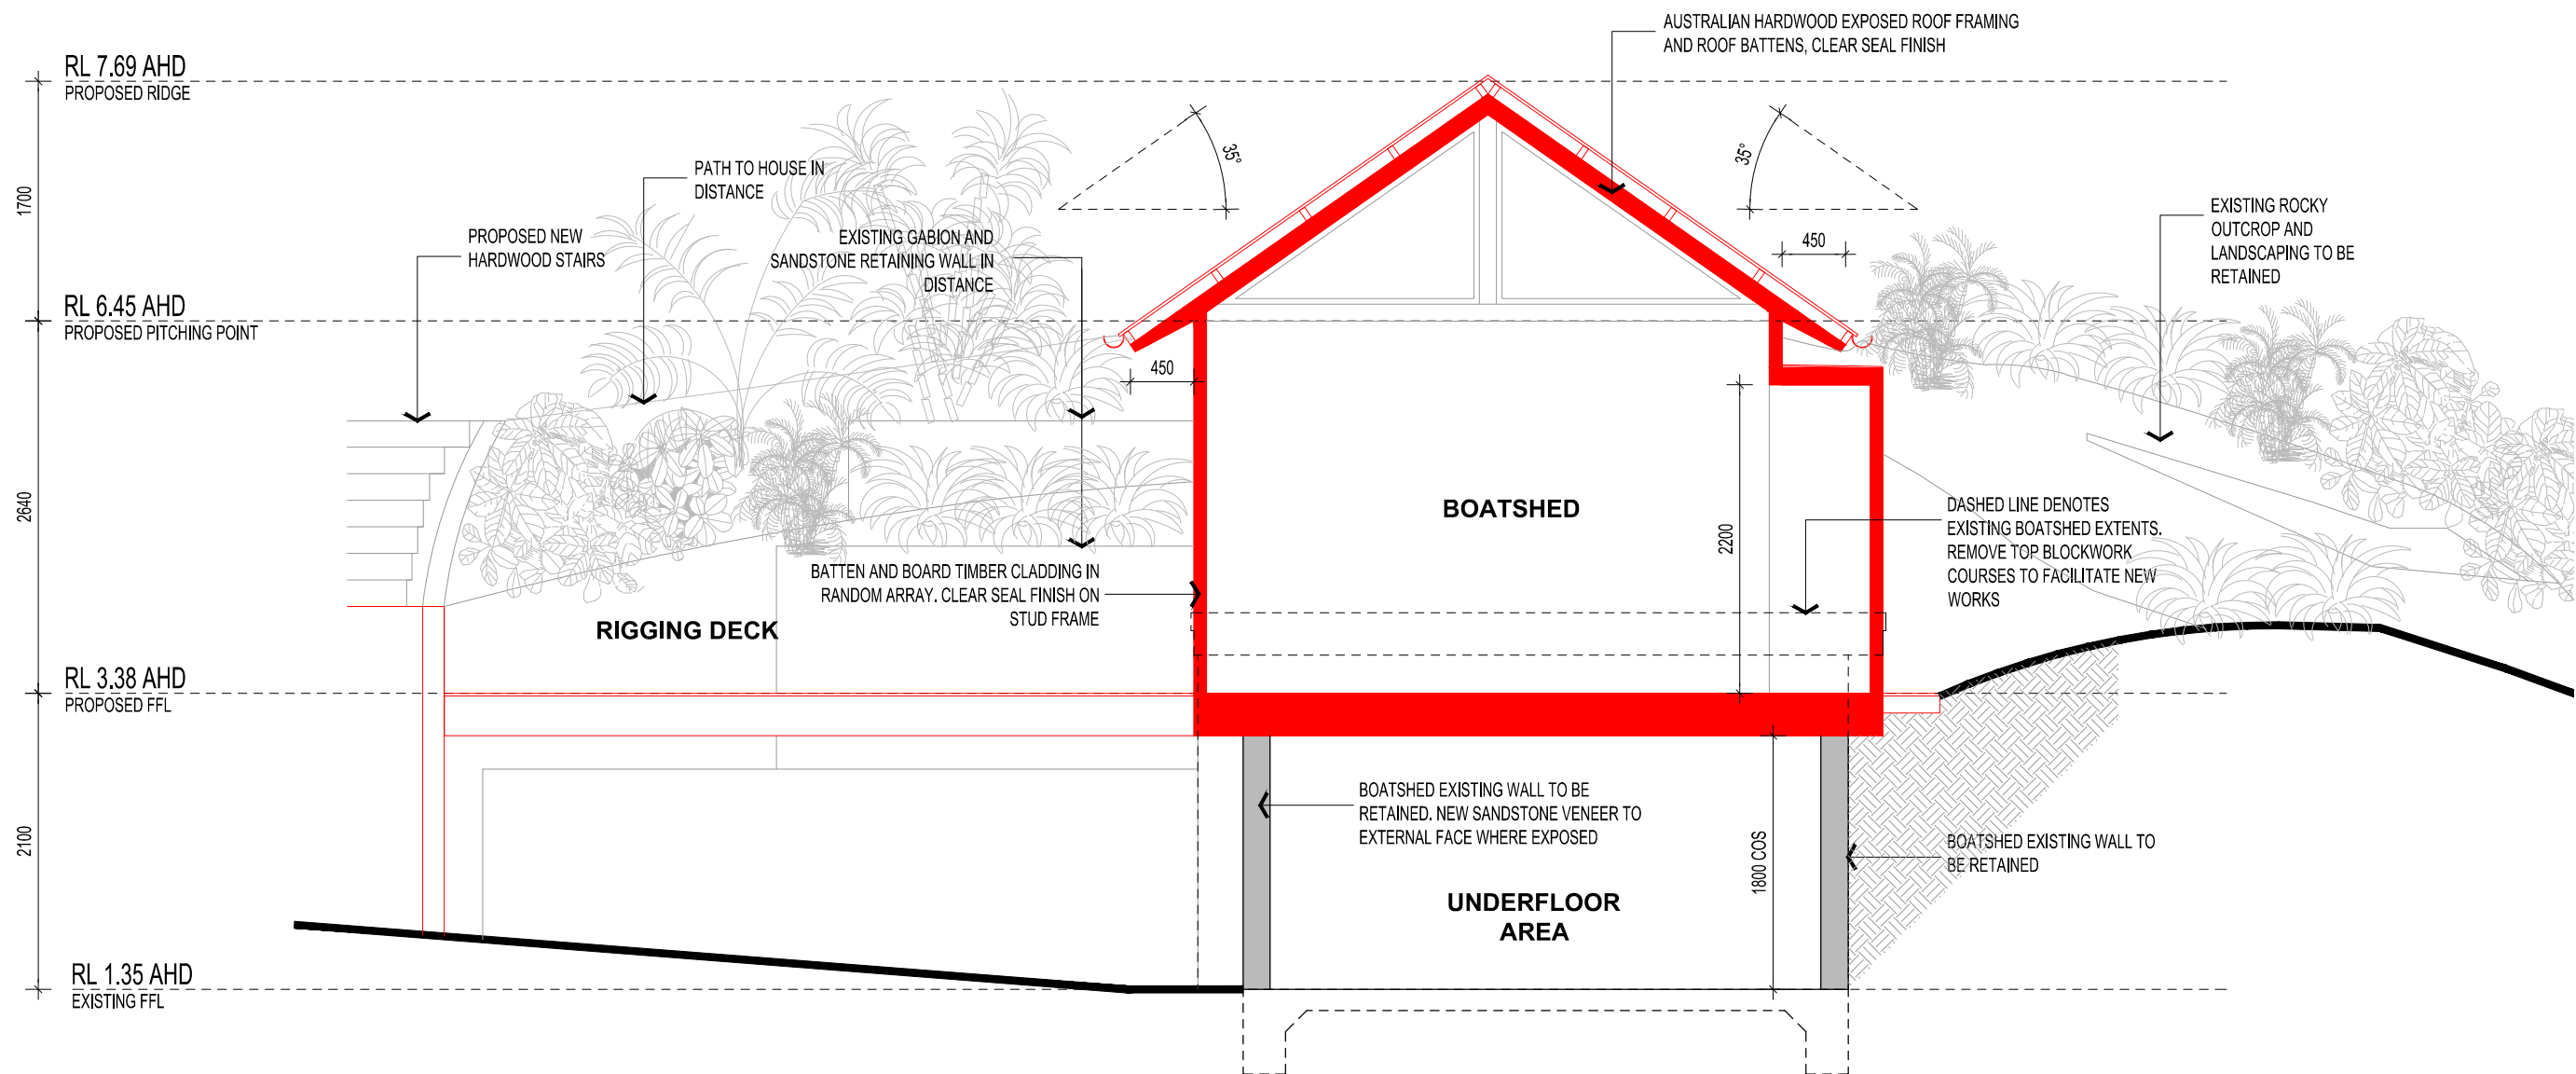 AUSTRALIAN HARDWOOD EXPOSED ROOF FRAMING
AND ROOF BATTENS, CLEAR SEAL FINISH
RL 7.69 AHD
PROPOSED RIDGE
35°
35°
PATH TO HOUSE IN
DISTANCE
1700
PROPOSED NEW
HARDWOOD STAIRS
EXISTING GABION AND
SANDSTONE RETAINING WALL IN
DISTANCE
450
EXISTING ROCKY
OUTCROP AND
LANDSCAPING TO BE
RETAINED
RL 6.45 AHD
PROPOSED PITCHING POINT
450
2640
BOATSHED
2200
DASHED LINE DENOTES
EXISTING BOATSHED EXTENTS.
REMOVE TOP BLOCKWORK
COURSES TO FACILITATE NEW
WORKS
BATTEN AND BOARD TIMBER CLADDING IN
RANDOM ARRAY. CLEAR SEAL FINISH ON
STUD FRAME
RIGGING DECK
RL 3.38 AHD
PROPOSED FFL
2100
BOATSHED EXISTING WALL TO BE
RETAINED. NEW SANDSTONE VENEER TO
EXTERNAL FACE WHERE EXPOSED
1800 COS
BOATSHED EXISTING WALL TO
BE RETAINED
UNDERFLOOR
AREA
RL 1.35 AHD
EXISTING FFL